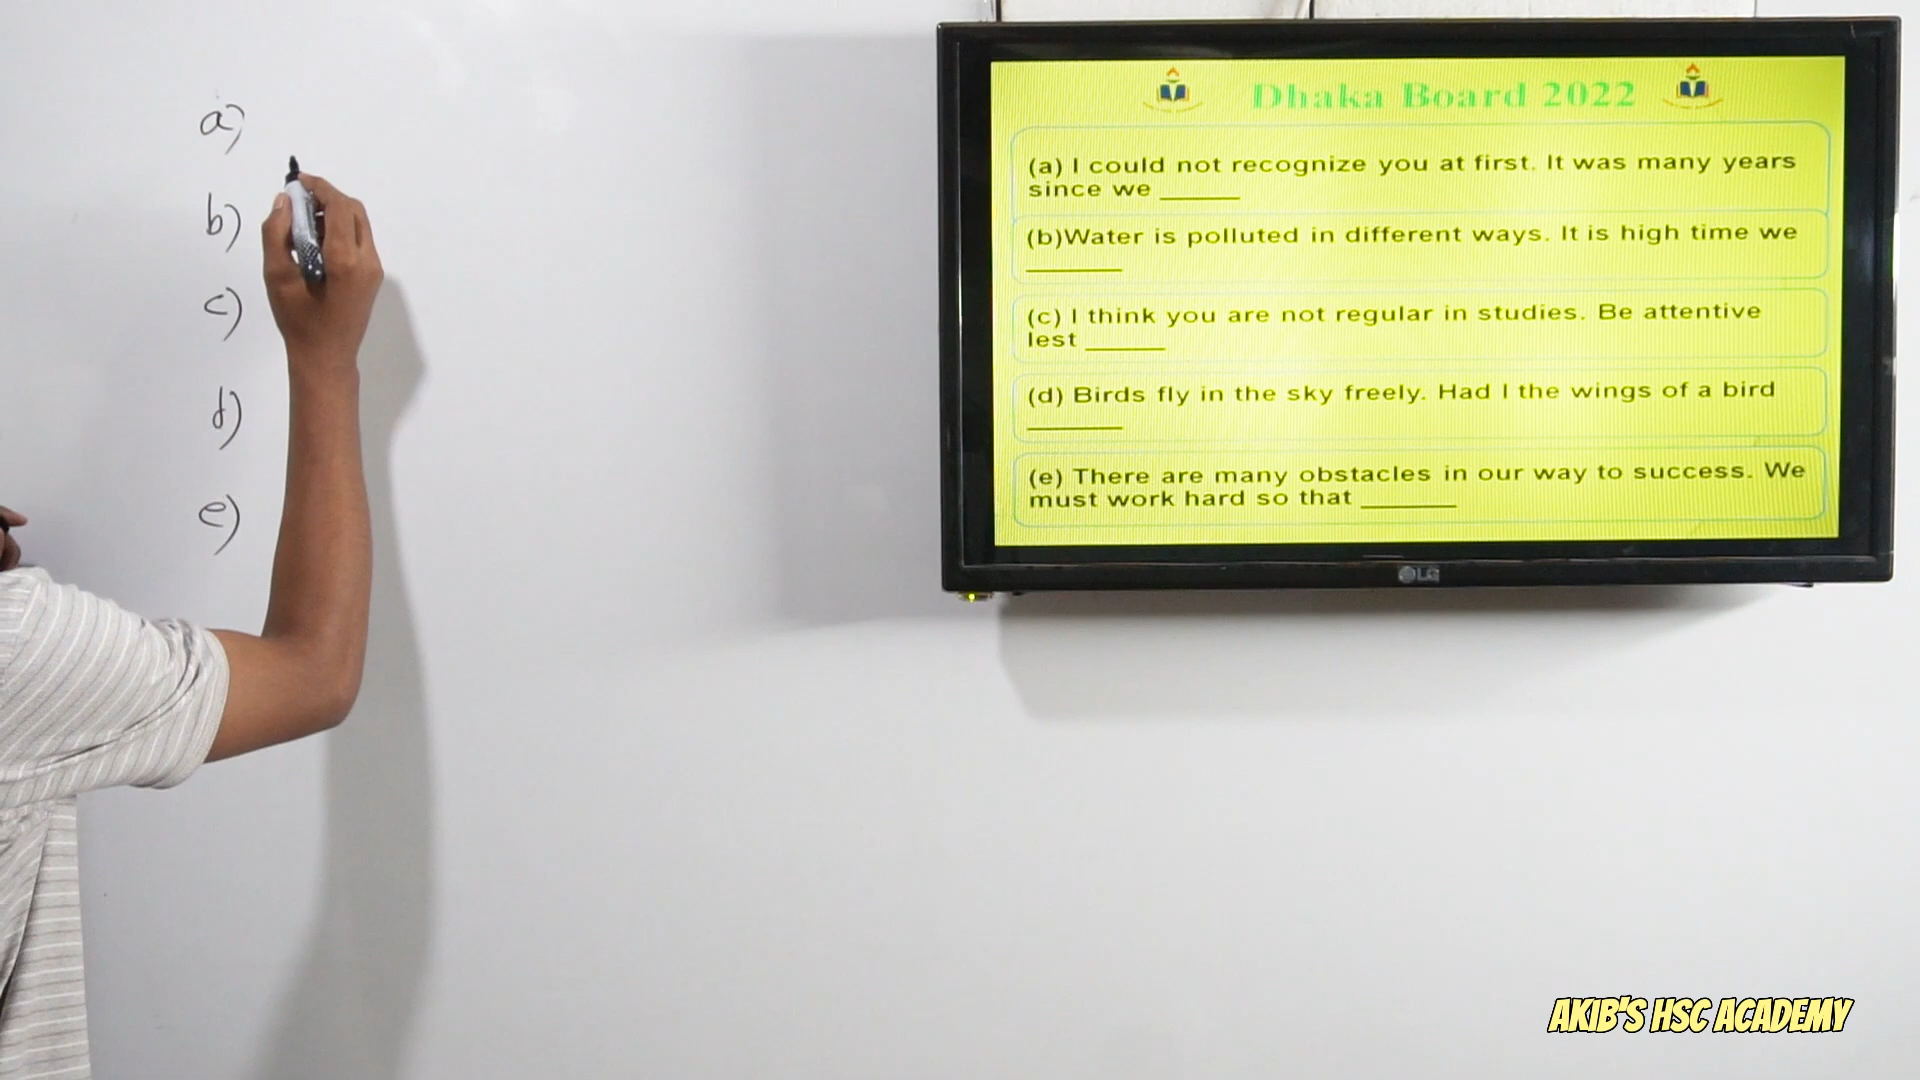 a)
b)
c)
d)
e)
Dhaka Board 2022
(a) I could not recognize you at first. It was many years
since we ______
(b)Water is polluted in different ways. It is high time we
_______
(c) I think you are not regular in studies. Be attentive
lest ______
(d) Birds fly in the sky freely. Had I the wings of a bird
_______
(e) There are many obstacles in our way to success. We
must work hard so that _______
LG
AKIB'S HSC ACADEMY